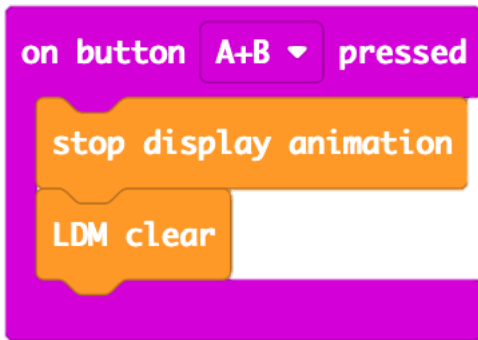 on button A+B pressed
stop display animation
LDM clear